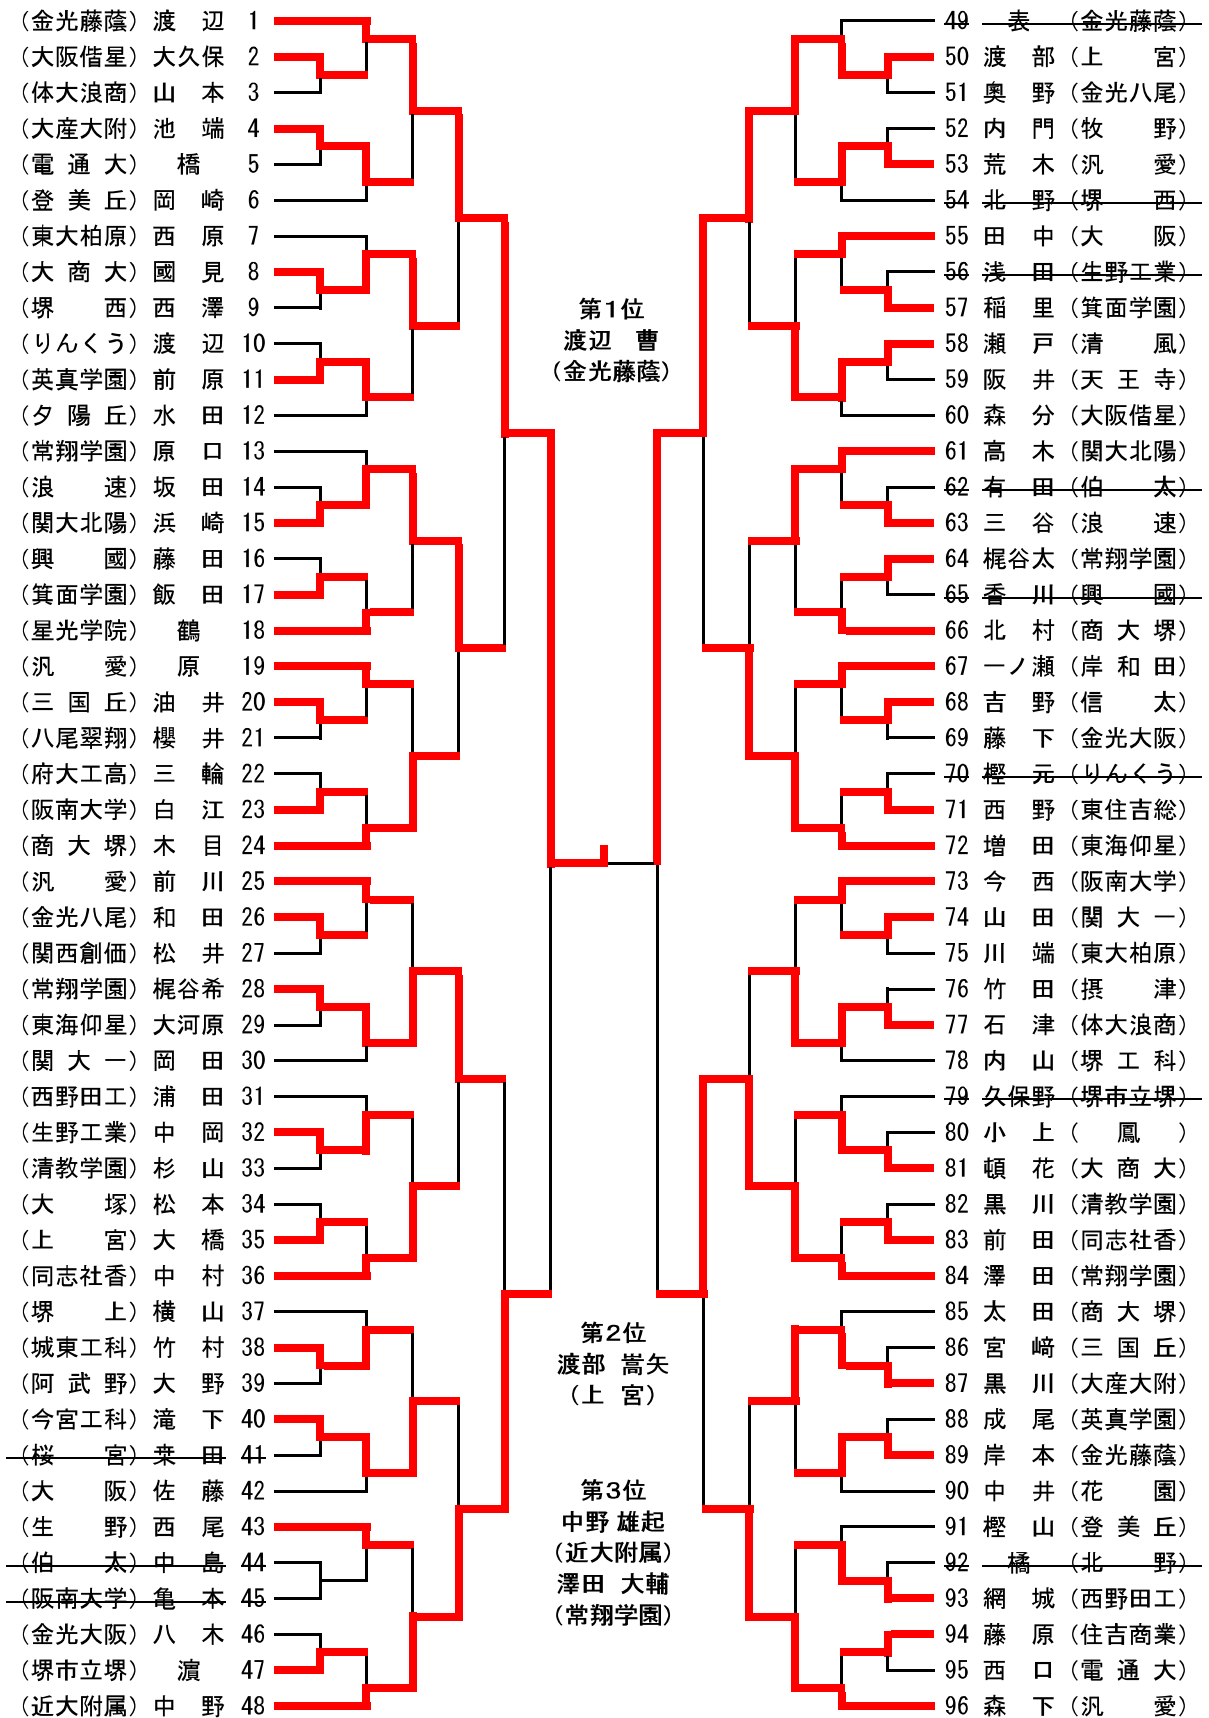 (金光藤蔭) 渡 辺 1
(大阪偕星) 大久保 2
(体大浪商) 山 本 3
(大産大附) 池 端 4
(電 通 大) 橋 5
(登 美 丘) 岡 崎 6
(東大柏原) 西 原 7
(大 商 大) 國 見 8
(堺 西) 西 澤 9
(りんくう) 渡 辺 10
(英真学園) 前 原 11
(夕 陽 丘) 水 田 12
(常翔学園) 原 口 13
(浪 速) 坂 田 14
(関大北陽) 浜 崎 15
(興 國) 藤 田 16
(箕面学園) 飯 田 17
(星光学院) 鶴 18
(汎 愛) 原 19
(三 国 丘) 油 井 20
(八尾翠翔) 櫻 井 21
(府大工高) 三 輪 22
(阪南大学) 白 江 23
(商 大 堺) 木 目 24
(汎 愛) 前 川 25
(金光八尾) 和 田 26
(関西創価) 松 井 27
(常翔学園) 梶谷希 28
(東海仰星) 大河原 29
(関 大 一) 岡 田 30
(西野田工) 浦 田 31
(生野工業) 中 岡 32
(清教学園) 杉 山 33
(大 塚) 松 本 34
(上 宮) 大 橋 35
(同志社香) 中 村 36
(堺 上) 横 山 37
(城東工科) 竹 村 38
(阿 武 野) 大 野 39
(今宮工科) 滝 下 40
(桜 宮) 来 田 41
(大 阪) 佐 藤 42
(生 野) 西 尾 43
(伯 太) 中 島 44
(阪南大学) 亀 本 45
(金光大阪) 八 木 46
(堺市立堺) 濵 47
(近大附属) 中 野 48
第1位
渡辺 曹
(金光藤蔭)
第2位
渡部 嵩矢
(上 宮)
第3位
中野 雄起
(近大附属)
澤田 大輔
(常翔学園)
49 表 (金光藤蔭)
50 渡 部 (上 宮)
51 奥 野 (金光八尾)
52 内 門 (牧 野)
53 荒 木 (汎 愛)
54 北 野 (堺 西)
55 田 中 (大 阪)
56 浅 田 (生野工業)
57 稲 里 (箕面学園)
58 瀬 戸 (清 風)
59 阪 井 (天 王 寺)
60 森 分 (大阪偕星)
61 高 木 (関大北陽)
62 有 田 (伯 太)
63 三 谷 (浪 速)
64 梶谷太 (常翔学園)
65 香 川 (興 國)
66 北 村 (商 大 堺)
67 一ノ瀬 (岸 和 田)
68 吉 野 (信 太)
69 藤 下 (金光大阪)
70 樫 元 (りんくう)
71 西 野 (東住吉総)
72 増 田 (東海仰星)
73 今 西 (阪南大学)
74 山 田 (関 大 一)
75 川 端 (東大柏原)
76 竹 田 (摂 津)
77 石 津 (体大浪商)
78 内 山 (堺 工 科)
79 久保野 (堺市立堺)
80 小 上 ( 鳳 )
81 頓 花 (大 商 大)
82 黒 川 (清教学園)
83 前 田 (同志社香)
84 澤 田 (常翔学園)
85 太 田 (商 大 堺)
86 宮 﨑 (三 国 丘)
87 黒 川 (大産大附)
88 成 尾 (英真学園)
89 岸 本 (金光藤蔭)
90 中 井 (花 園)
91 樫 山 (登 美 丘)
92 橘 (北 野)
93 網 城 (西野田工)
94 藤 原 (住吉商業)
95 西 口 (電 通 大)
96 森 下 (汎 愛)